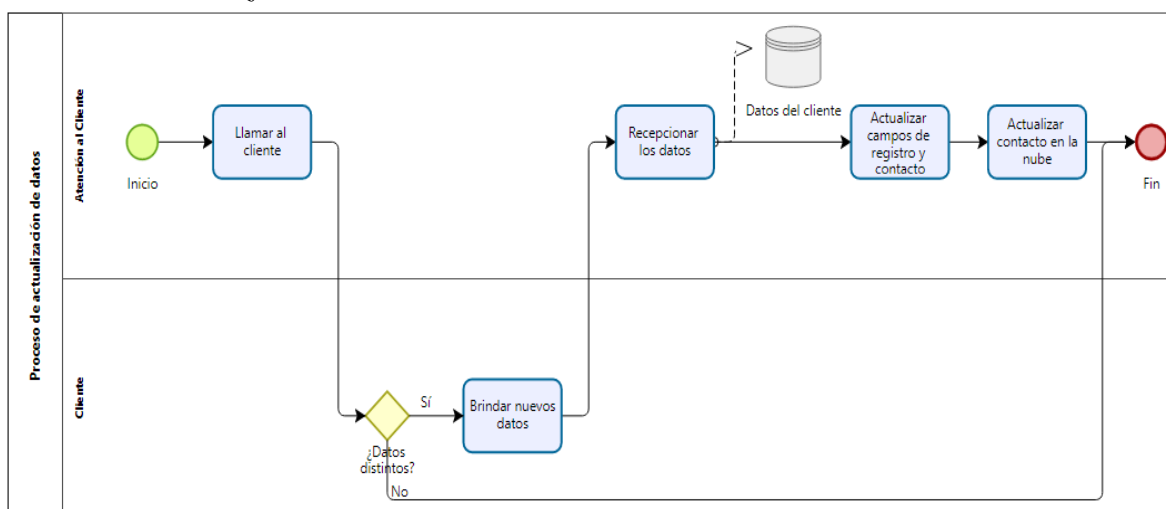 Proceso de actualización de datos
Atención al Cliente
Inicio
Llamar al
cliente
Recepcionar
los datos
Datos del cliente
Actualizar
campos de
registro y
contacto
Actualizar
contacto en la
nube
Fin
Cliente
¿Datos
distintos?
Sí
No
Brindar nuevos
datos